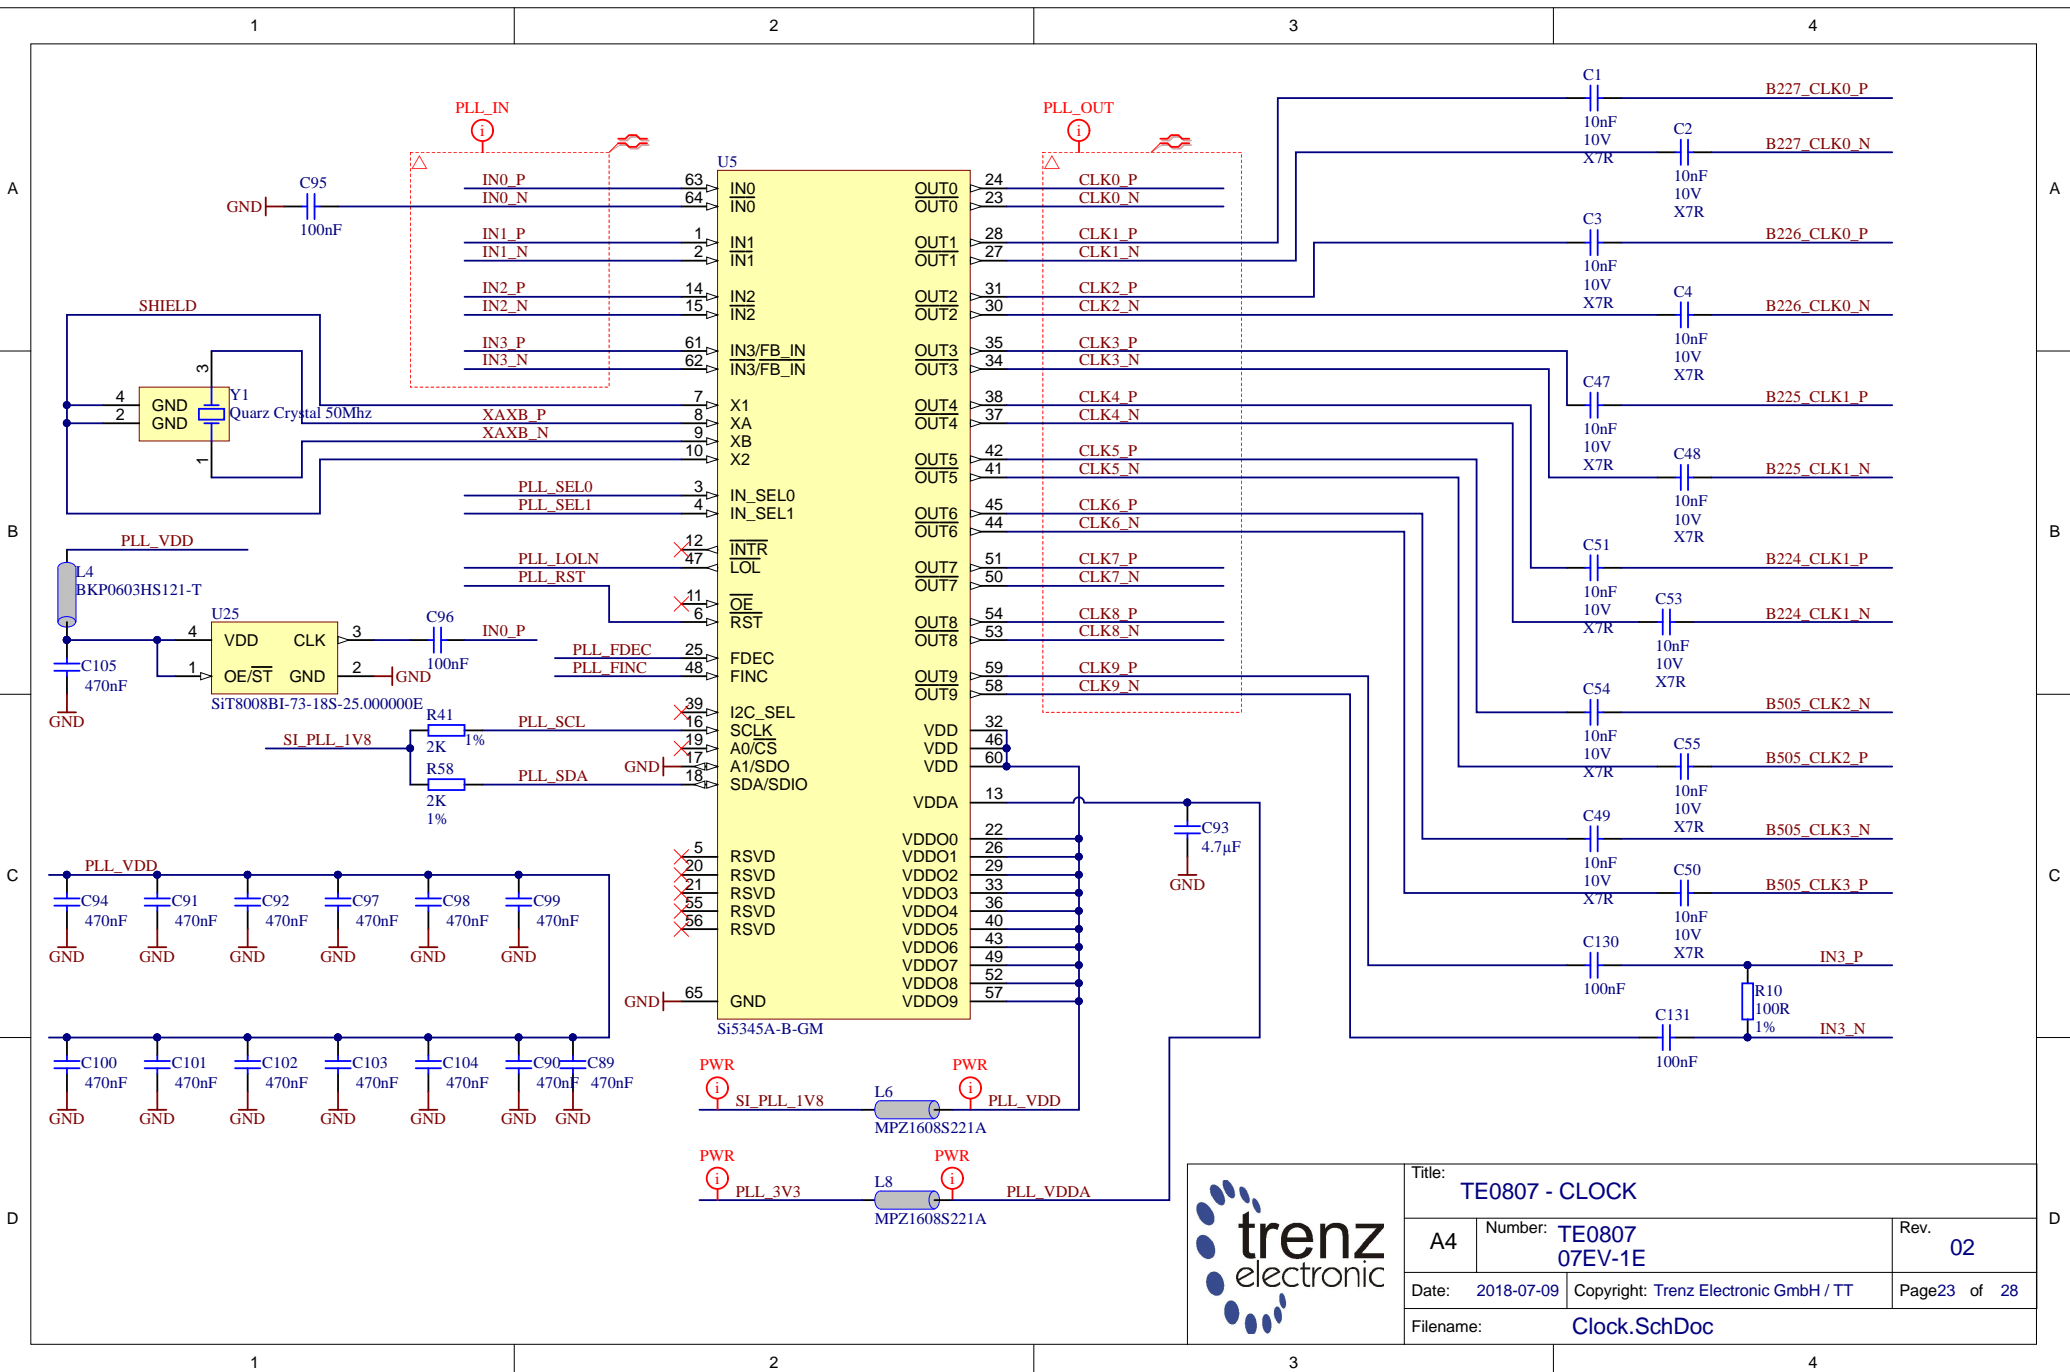 1 2 3 4
A A
B B
C C
D D
1 2 3 4
PLL_IN
PLL_OUT
C95
GND
100nF
IN0_P
IN0_N
IN1_P
IN1_N
IN2_P
IN2_N
IN3_P
IN3_N
SHIELD
3
4 GND
2 GND
1
Y1
Quarz Crystal 50Mhz
XAXB_P
XAXB_N
PLL_SEL0
PLL_SEL1
PLL_LOLN
PLL_RST
PLL_VDD
L4
BKP0603HS121-T
U25
4 VDD CLK 3
1 OE/ST GND 2
SiT8008BI-73-18S-25.000000E
GND
C96
100nF
IN0_P
C105
470nF
GND
PLL_FDEC
PLL_FINC
SI_PLL_1V8
R41
2K
1%
PLL_SCL
R58
2K
1%
PLL_SDA
GND
GND
U5
63 IN0 OUT0 24
64 IN0 OUT0 23
1 IN1 OUT1 28
2 IN1 OUT1 27
14 IN2 OUT2 31
15 IN2 OUT2 30
61 IN3/FB_IN OUT3 35
62 IN3/FB_IN OUT3 34
7 X1 OUT4 38
8 XA OUT4 37
9 XB
10 X2 OUT5 42
OUT5 41
3 IN_SEL0
4 IN_SEL1 OUT6 45
OUT6 44
12 INTR
47 LOL OUT7 51
OUT7 50
11 OE
6 RST OUT8 54
OUT8 53
25 FDEC
48 FINC OUT9 59
OUT9 58
39 I2C_SEL
16 SCLK VDD 32
19 A0/CS VDD 46
17 A1/SDO VDD 60
18 SDA/SDIO
VDDA 13
VDDO0 22
5 RSVD VDDO1 26
20 RSVD VDDO2 29
21 RSVD VDDO3 33
55 RSVD VDDO4 36
56 RSVD VDDO5 40
VDDO6 43
VDDO7 49
VDDO8 52
65 GND VDDO9 57
Si5345A-B-GM
CLK0_P
CLK0_N
CLK1_P
CLK1_N
CLK2_P
CLK2_N
CLK3_P
CLK3_N
CLK4_P
CLK4_N
CLK5_P
CLK5_N
CLK6_P
CLK6_N
CLK7_P
CLK7_N
CLK8_P
CLK8_N
CLK9_P
CLK9_N
C93
4.7µF
GND
C1
10nF
10V
X7R
B227_CLK0_P
C2
10nF
10V
X7R
B227_CLK0_N
C3
10nF
10V
X7R
B226_CLK0_P
C4
10nF
10V
X7R
B226_CLK0_N
C47
10nF
10V
X7R
B225_CLK1_P
C48
10nF
10V
X7R
B225_CLK1_N
C51
10nF
10V
X7R
B224_CLK1_P
C53
10nF
10V
X7R
B224_CLK1_N
C54
10nF
10V
X7R
B505_CLK2_N
C55
10nF
10V
X7R
B505_CLK2_P
C49
10nF
10V
X7R
B505_CLK3_N
C50
10nF
10V
X7R
B505_CLK3_P
C130
100nF
IN3_P
R10
100R
1%
C131
100nF
IN3_N
PLL_VDD
C94 C91 C92 C97 C98 C99
470nF 470nF 470nF 470nF 470nF 470nF
GND GND GND GND GND GND
C100 C101 C102 C103 C104 C90 C89
470nF 470nF 470nF 470nF 470nF 470nF 470nF
GND GND GND GND GND GND GND
PWR PWR
SI_PLL_1V8 L6 PLL_VDD
MPZ1608S221A
PWR PWR
PLL_3V3 L8 PLL_VDDA
MPZ1608S221A
trenz
electronic
Title:
TE0807 - CLOCK
A4
Number: TE0807
07EV-1E
Rev.
02
Date: 2018-07-09 Copyright: Trenz Electronic GmbH / TT Page23 of 28
Filename: Clock.SchDoc